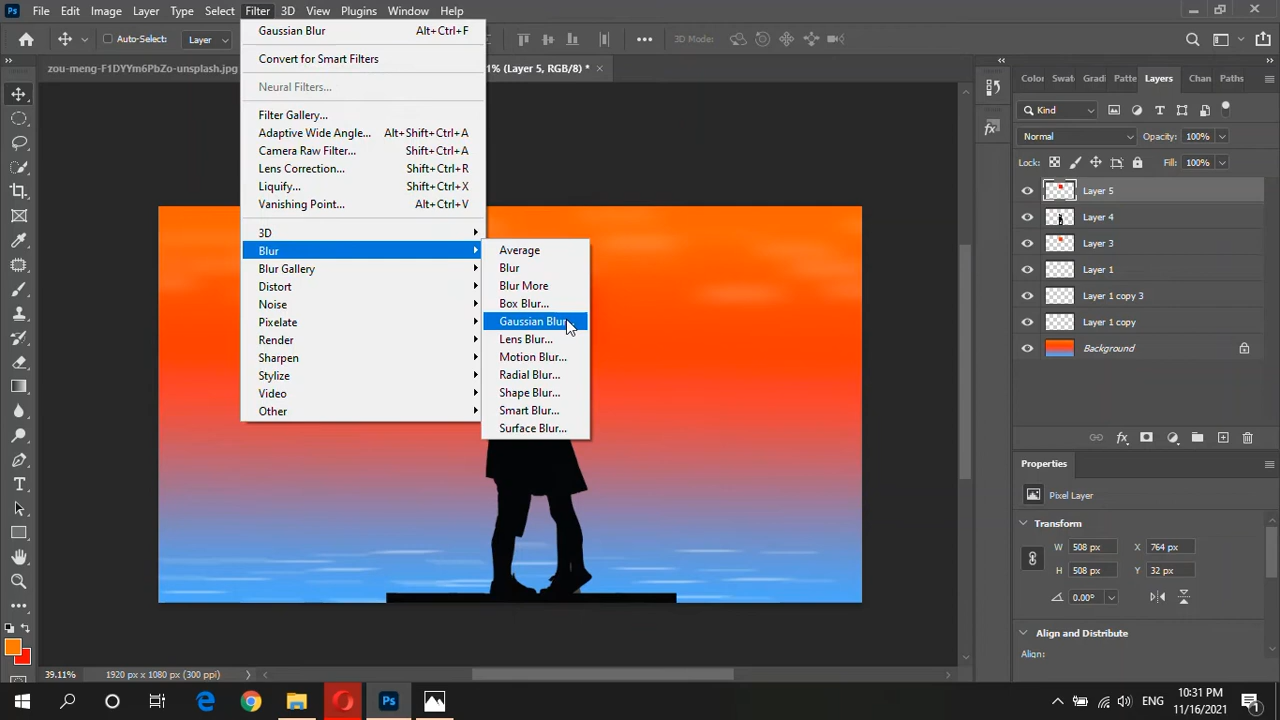 Ps File Edit Image Layer Type Select Filter 3D View Plugins Window Help
Auto-Select: Layer 3D Mode:
zou-meng-F1DYYm6PbZo-unsplash.jpg
1% (Layer 5, RGB/8) *
Gaussian Blur Alt+Ctrl+F
Convert for Smart Filters
Neural Filters...
Filter Gallery...
Adaptive Wide Angle... Alt+Shift+Ctrl+A
Camera Raw Filter... Shift+Ctrl+A
Lens Correction... Shift+Ctrl+R
Liquify... Shift+Ctrl+X
Vanishing Point... Alt+Ctrl+V
3D
Blur
Blur Gallery
Distort
Noise
Pixelate
Render
Sharpen
Stylize
Video
Other
Average
Blur
Blur More
Box Blur...
Gaussian Blur
Lens Blur...
Motion Blur...
Radial Blur...
Shape Blur...
Smart Blur...
Surface Blur...
Colo Swat Gradi Patte Layers Chan Paths
Kind
Normal Opacity: 100%
Lock: Fill: 100%
Layer 5
Layer 4
Layer 3
Layer 1
Layer 1 copy 3
Layer 1 copy
Background
fx
Properties
Pixel Layer
Transform
W 508 px X 764 px
H 508 px Y 32 px
0.00°
Align and Distribute
Align:
39.11% 1920 px x 1080 px (300 ppi)
Ps
ENG
10:31 PM
11/16/2021
1